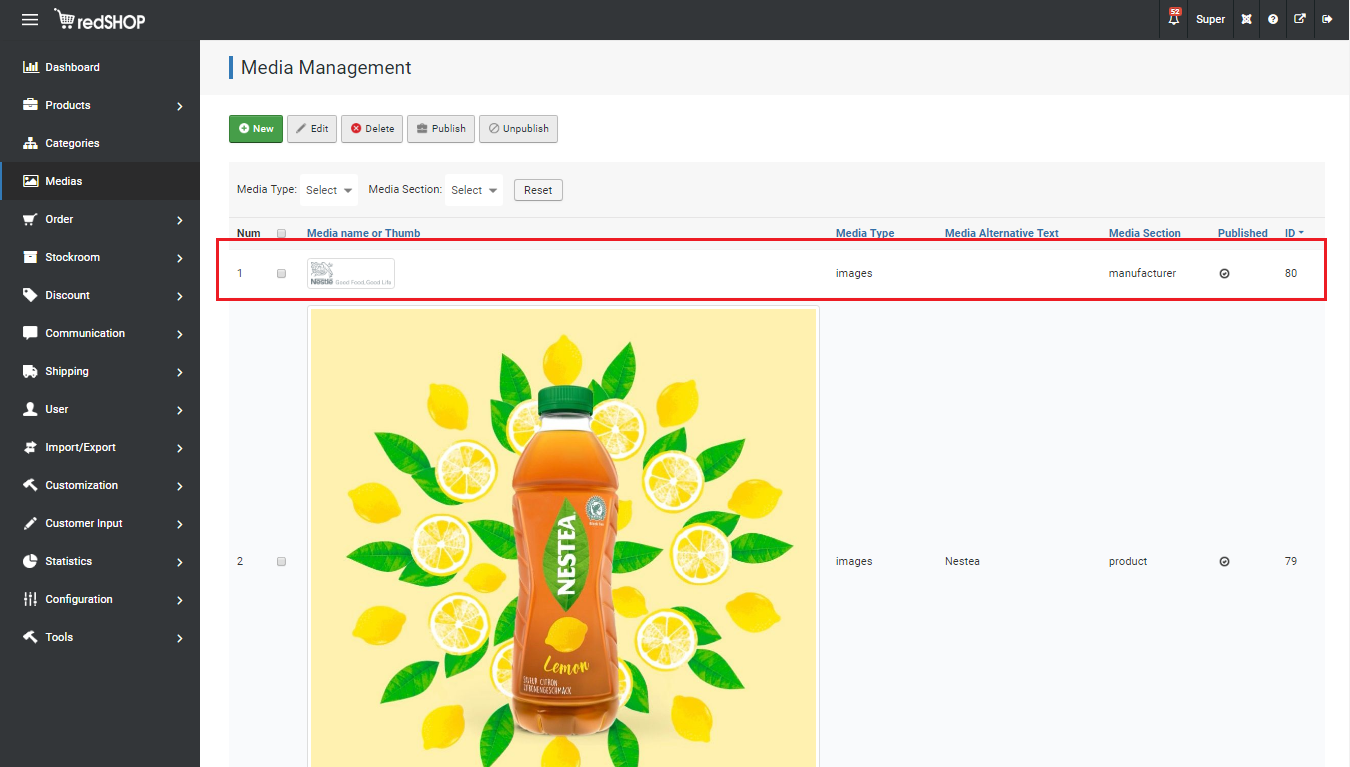 redSHOP
52
Super
Dashboard
Products
Categories
Medias
Order
Stockroom
Discount
Communication
Shipping
User
Import/Export
Customization
Customer Input
Statistics
Configuration
Tools
Media Management
New Edit Delete Publish Unpublish
Media Type: Select Media Section: Select Reset
Num Media name or Thumb Media Type Media Alternative Text Media Section Published ID
1 images manufacturer 80
Nestlé Good Food, Good Life
2 images Nestea product 79
NESTEA
Lemon
SAVEUR CITRON
ZITRONENGESCHMACK